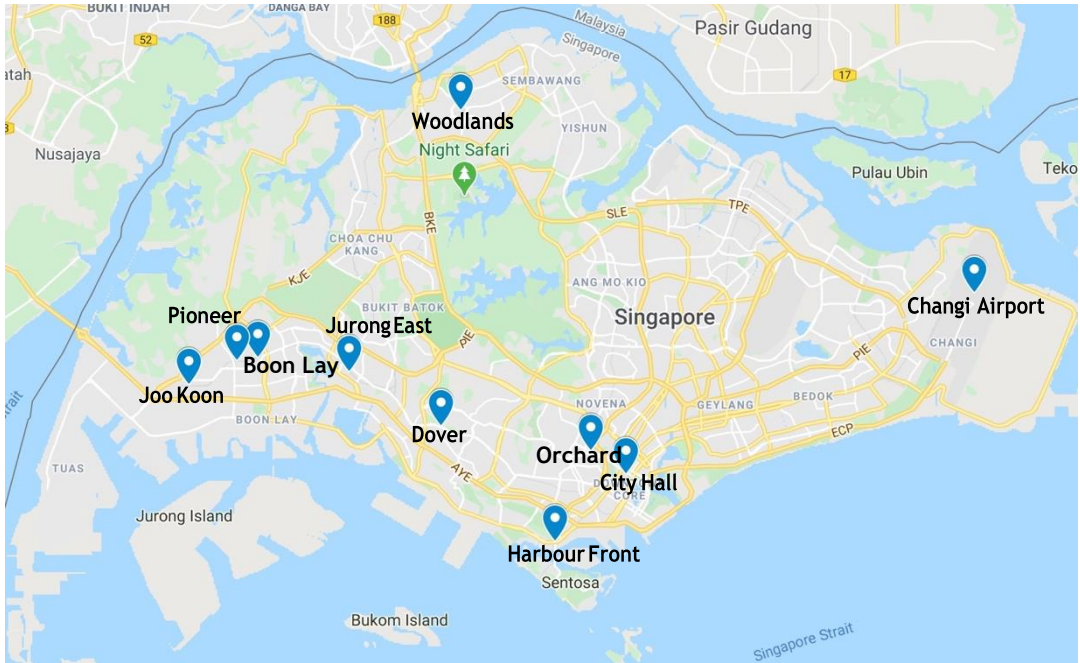 BUKIT INDAH
DANGA BAY
188
Malaysia
Singapore
Pasir Gudang
52
17
atah
SEMBAWANG
Woodlands
YISHUN
Nusajaya
Night Safari
Pulau Ubin
Teko
SLE
TPE
BKE
CHOA CHU
KANG
KJE
ANG MO KIO
Changi Airport
BUKIT BATOK
Pioneer
Jurong East
Singapore
PIE
CHANGI
PIE
Boon Lay
Joo Koon
BEDOK
NOVENA
GEYLANG
rait
BOON LAY
Dover
ECP
Orchard
AYE
TUAS
City Hall
CORE
Jurong Island
Harbour Front
Sentosa
Bukom Island
Singapore Strait